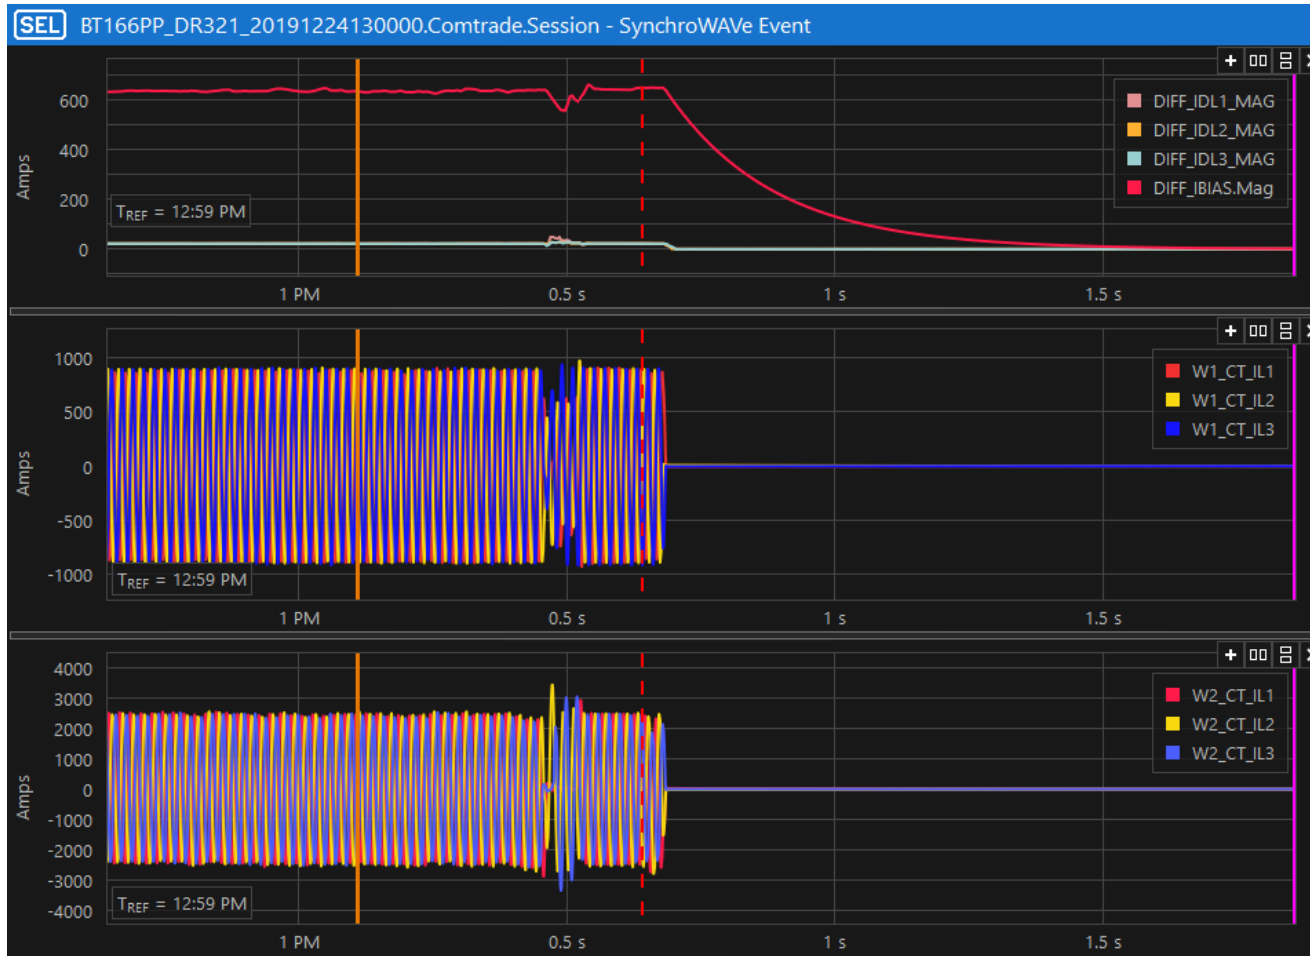 SEL BT166PP_DR321_20191224130000.Comtrade.Session - SynchroWAVe Event
Amps
600
400
200
0
TREF = 12:59 PM
DIFF_IDL1_MAG
DIFF_IDL2_MAG
DIFF_IDL3_MAG
DIFF_IBIAS.Mag
1 PM 0.5 s 1 s 1.5 s
Amps
1000
500
0
-500
-1000
TREF = 12:59 PM
W1_CT_IL1
W1_CT_IL2
W1_CT_IL3
1 PM 0.5 s 1 s 1.5 s
Amps
4000
3000
2000
1000
0
-1000
-2000
-3000
-4000
TREF = 12:59 PM
W2_CT_IL1
W2_CT_IL2
W2_CT_IL3
1 PM 0.5 s 1 s 1.5 s